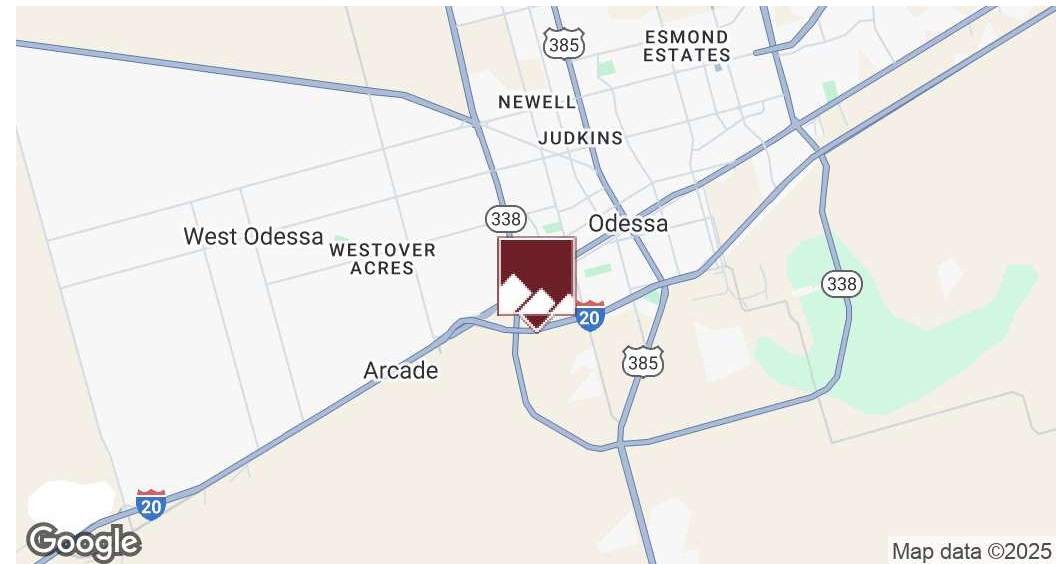 385
ESMOND
ESTATES
NEWELL
JUDKINS
338
Odessa
West Odessa
WESTOVER
ACRES
338
20
385
Arcade
20
Google
Map data ©2025